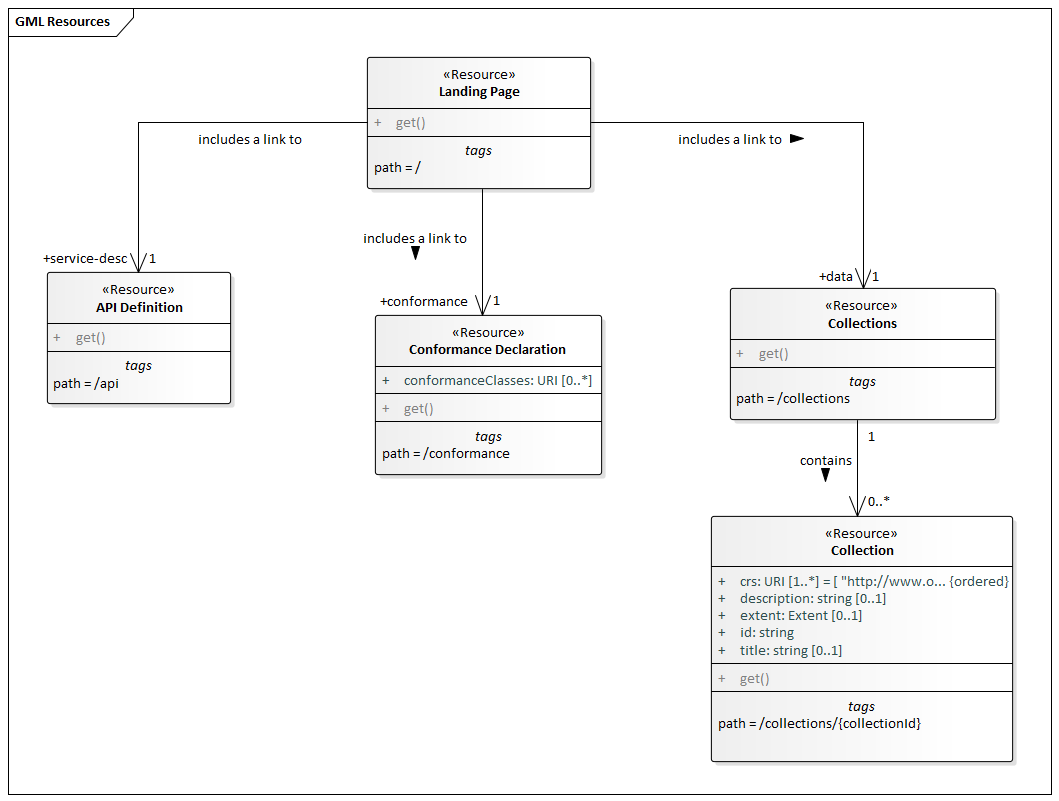 GML Resources
«Resource»
Landing Page
+ get()
tags
path = /
includes a link to
includes a link to
includes a link to
+service-desc 1
«Resource»
API Definition
+ get()
tags
path = /api
+conformance 1
«Resource»
Conformance Declaration
+ conformanceClasses: URI [0..*]
+ get()
tags
path = /conformance
+data 1
«Resource»
Collections
+ get()
tags
path = /collections
1
contains
0..*
«Resource»
Collection
+ crs: URI [1..*] = [ "http://www.o... {ordered}
+ description: string [0..1]
+ extent: Extent [0..1]
+ id: string
+ title: string [0..1]
+ get()
tags
path = /collections/{collectionId}